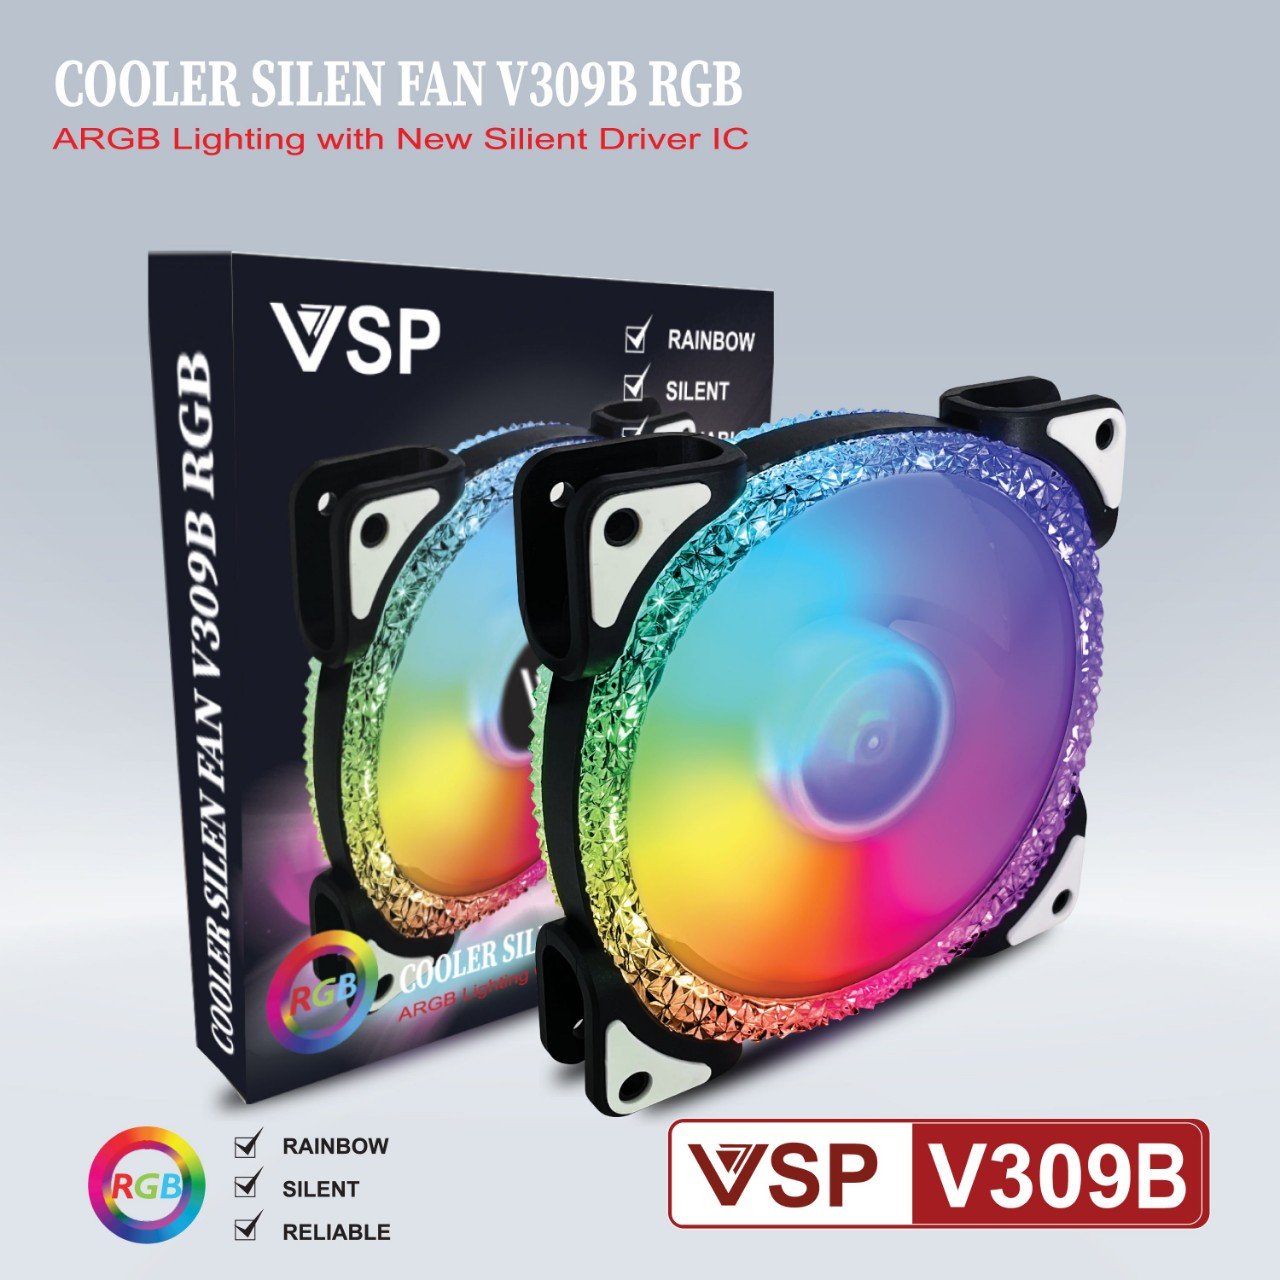 COOLER SILEN FAN V309B RGB
ARGB Lighting with New Silient Driver IC
VSP
RAINBOW
SILENT
COOLER SILEN FAN V309B RGB
RGB
COOLER SIL
ARGB Lighting
RGB
RAINBOW
SILENT
RELIABLE
VSP V309B